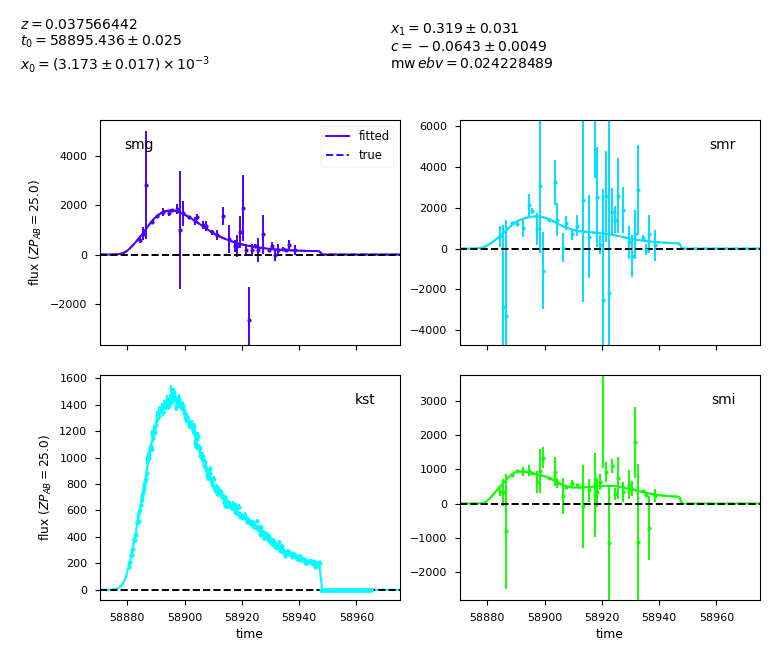 z = 0.037566442
t₀ = 58895.436 ± 0.025
x₀ = (3.173 ± 0.017) × 10⁻³
x₁ = 0.319 ± 0.031
c = −0.0643 ± 0.0049
mw ebv = 0.024228489
smg
fitted
true
4000
2000
0
−2000
flux (ZP_AB = 25.0)
smr
6000
4000
2000
0
−2000
−4000
kst
1600
1400
1200
1000
800
600
400
200
0
flux (ZP_AB = 25.0)
58880 58900 58920 58940 58960
time
smi
3000
2000
1000
0
−1000
−2000
58880 58900 58920 58940 58960
time